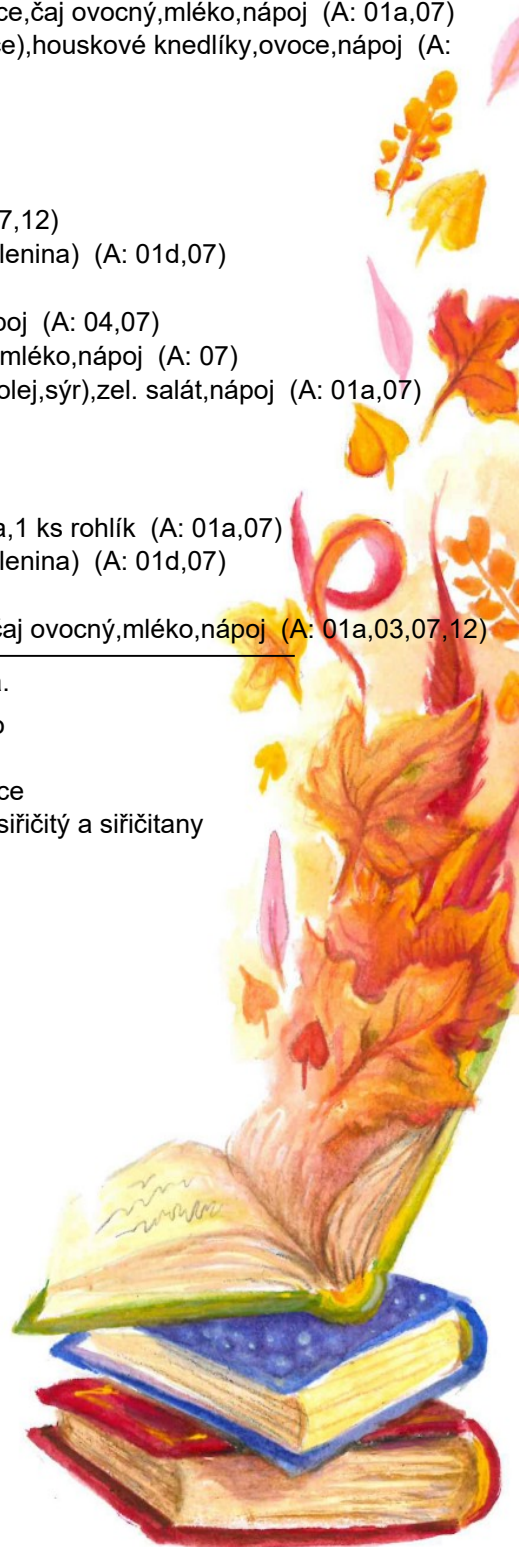 ce,čaj ovocný,mléko,nápoj (A: 01a,07)
ce),houskové knedlíky,ovoce,nápoj (A:
7,12)
lenina) (A: 01d,07)
poj (A: 04,07)
mléko,nápoj (A: 07)
olej,sýr),zel. salát,nápoj (A: 01a,07)
a,1 ks rohlík (A: 01a,07)
lenina) (A: 01d,07)
čaj ovocný,mléko,nápoj (A: 01a,03,07,12)
a.
o
ce
siřičitý a siřičitany